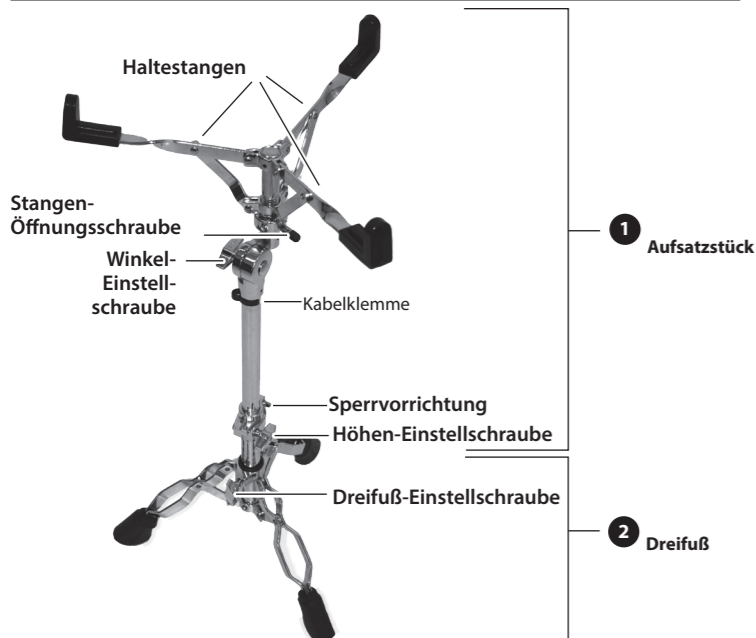 Haltestangen
Stangen-
Öffnungsschraube
Winkel-
Einstell-
schraube
Kabelklemme
1 Aufsatzstück
Sperrvorrichtung
Höhen-Einstellschraube
Dreifuß-Einstellschraube
2 Dreifuß